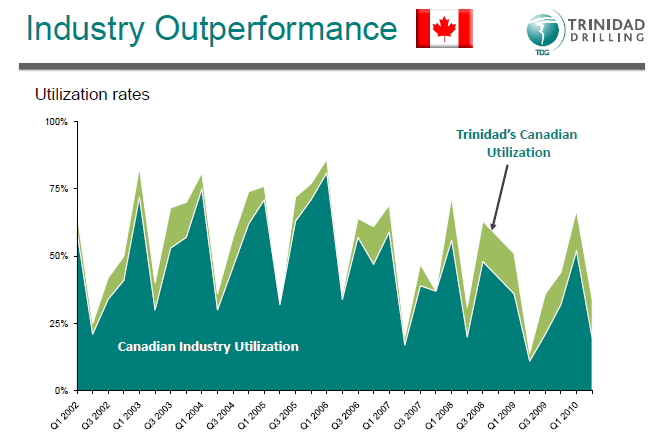 Industry Outperformance
TRINIDAD
DRILLING
TDG
Utilization rates
100%
75%
50%
25%
0%
Trinidad's Canadian
Utilization
Canadian Industry Utilization
Q1 2002
Q3 2002
Q1 2003
Q3 2003
Q1 2004
Q3 2004
Q1 2005
Q3 2005
Q1 2006
Q3 2006
Q1 2007
Q3 2007
Q1 2008
Q3 2008
Q1 2009
Q3 2009
Q1 2010